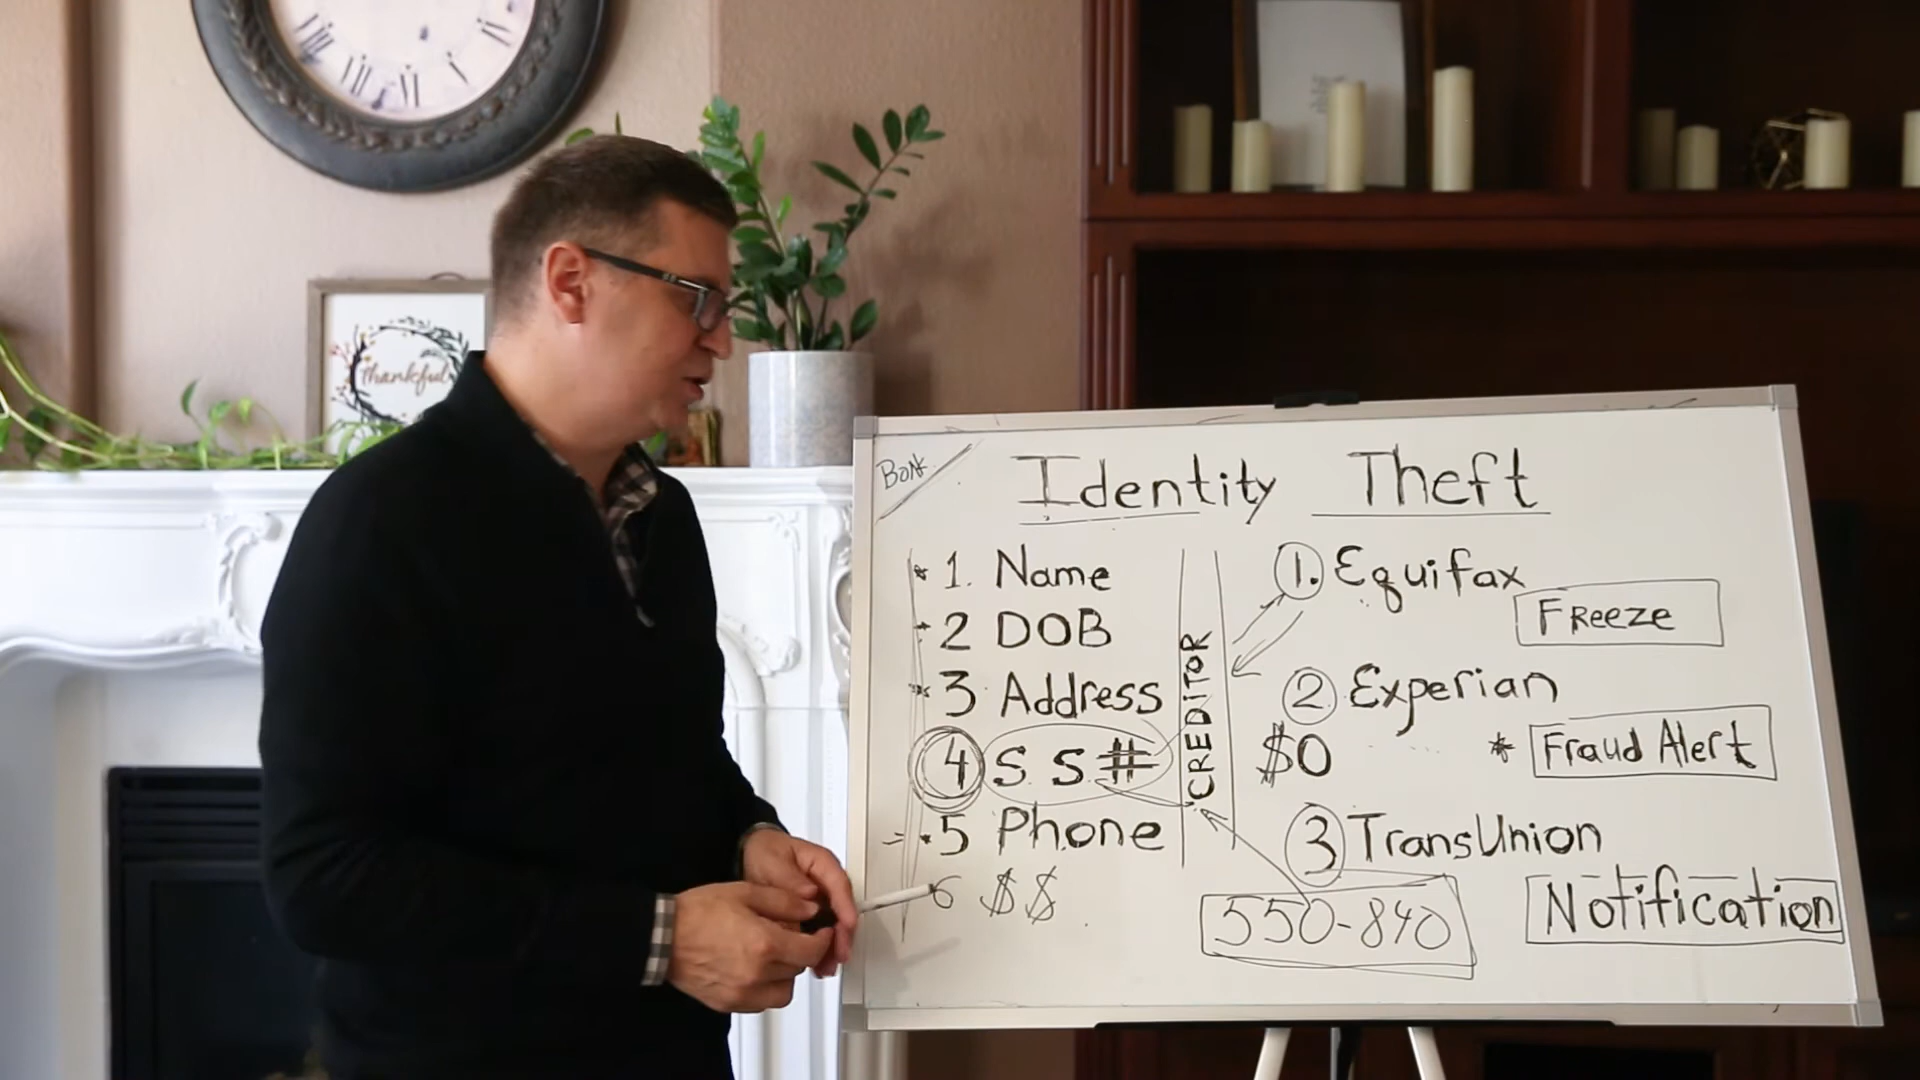 Thankful
Identity Theft
1. Name
2 DOB
3 Address
4 S S #
5 Phone
6 $$
CREDITOR
1. Equifax
Freeze
2 Experian
$0
* Fraud Alert
3 TransUnion
550-840
Notification